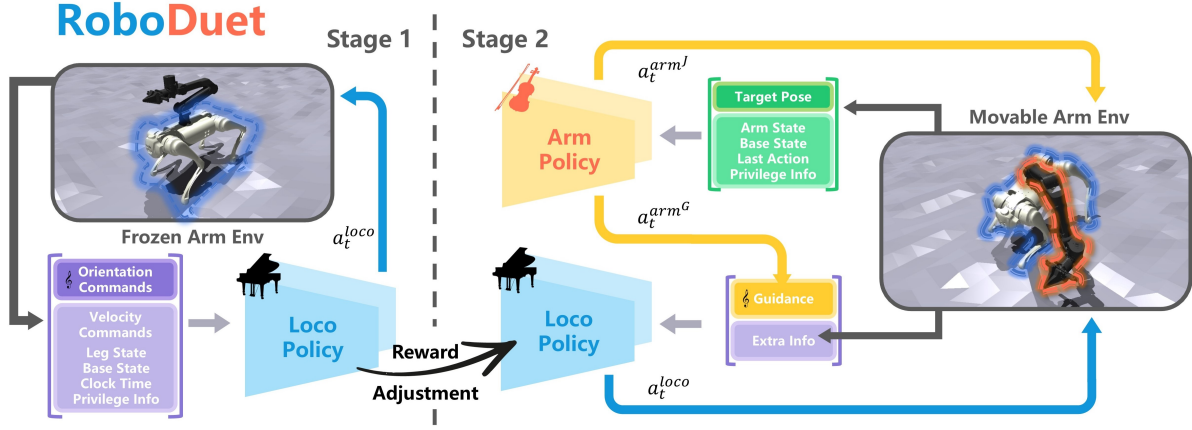 RoboDuet
Stage 1
Frozen Arm Env
a_t^{loco}
Orientation
Commands
Velocity
Commands
Leg State
Base State
Clock Time
Privilege Info
Loco
Policy
Reward
Adjustment
Stage 2
a_t^{arm^J}
Arm
Policy
Target Pose
Arm State
Base State
Last Action
Privilege Info
Movable Arm Env
a_t^{arm^G}
Loco
Policy
Guidance
Extra Info
a_t^{loco}